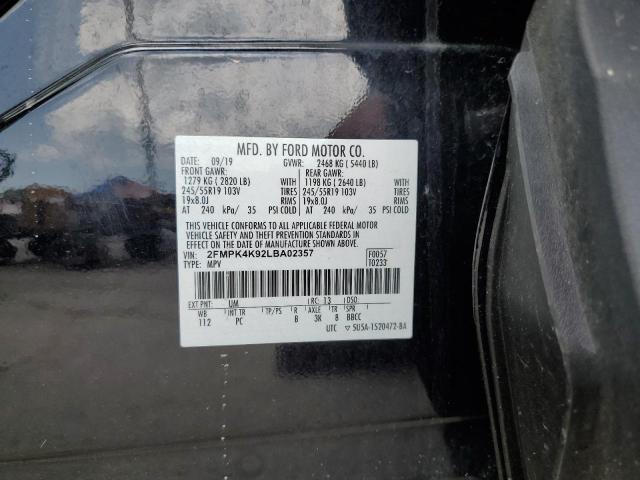 MFD. BY FORD MOTOR CO.
09/19 GVWR: 2468 KG (5440 LB)
FRONT GAWR: REAR GAWR:
1279 KG (2820 LB) WITH 1198 KG (2640 LB) WITH
245/55R19 103V TIRES 245/55R19 103V TIRES
19x8.0J RIMS 19x8.0J RIMS
AT 240 kPa/ 35 PSI COLD AT 240 kPa/ 35 PSI COLD
THIS VEHICLE CONFORMS TO ALL APPLICABLE FEDERAL MOTOR
VEHICLE SAFETY AND THEFT PREVENTION STANDARDS IN EFFECT ON
THE DATE OF MANUFACTURE SHOWN ABOVE.
VIN: 2FMPK4K92LBA02357 F0057
TYPE: MPV T0233
EXT PNT: UM RC: 13 DSO:
WB INT TR TP/PS R AXLE TR SPR
112 PC B 3K 8 BBCC
UTC ▽ 5U5A-1520472-BA